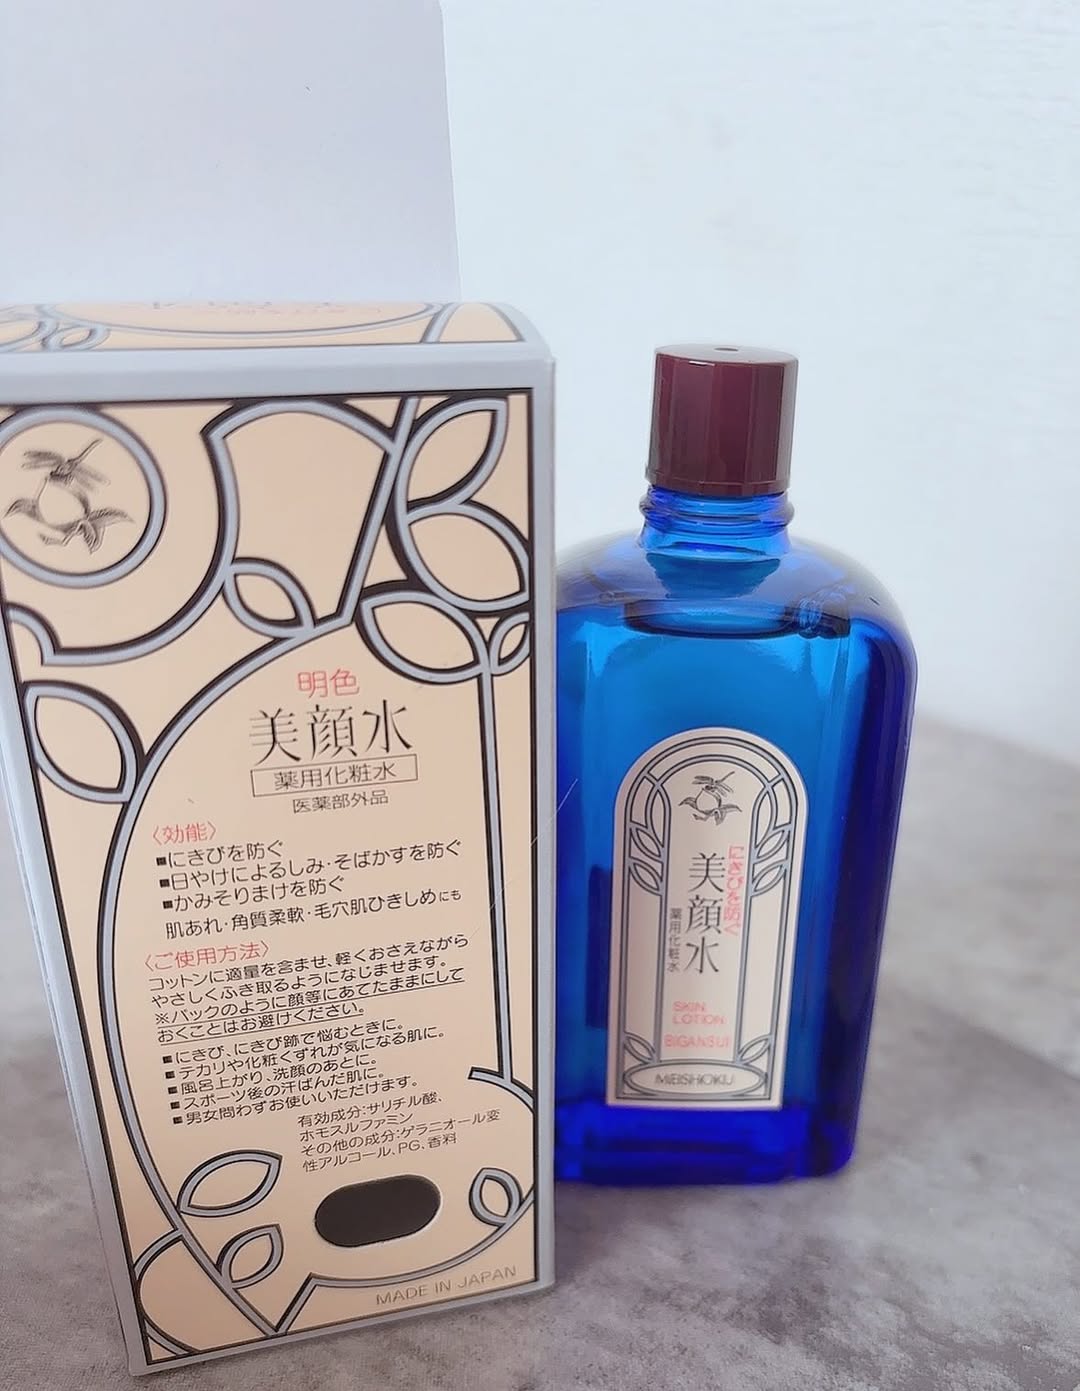 明色
美顔水
薬用化粧水
医薬部外品
〈効能〉
■にきびを防ぐ
■日やけによるしみ・そばかすを防ぐ
■かみそりまけを防ぐ
肌あれ・角質柔軟・毛穴肌ひきしめにも
〈ご使用方法〉
コットンに適量を含ませ、軽くおさえながら
やさしくふき取るようになじませます。
※パックのように顔等にあてたままにして
おくことはお避けください。
■にきび、にきび跡で悩むときに。
■テカリや化粧くずれが気になる肌に。
■風呂上がり、洗顔のあとに。
■スポーツ後の汗ばんだ肌に。
■男女問わずお使いいただけます。
有効成分:サリチル酸、
ホモスルファミン
その他の成分:ゲラニオール変
性アルコール、PG、香料
MADE IN JAPAN
にきびを防ぐ
美顔水
薬用化粧水
SKIN
LOTION
BIGANSUI
MEISHOKU